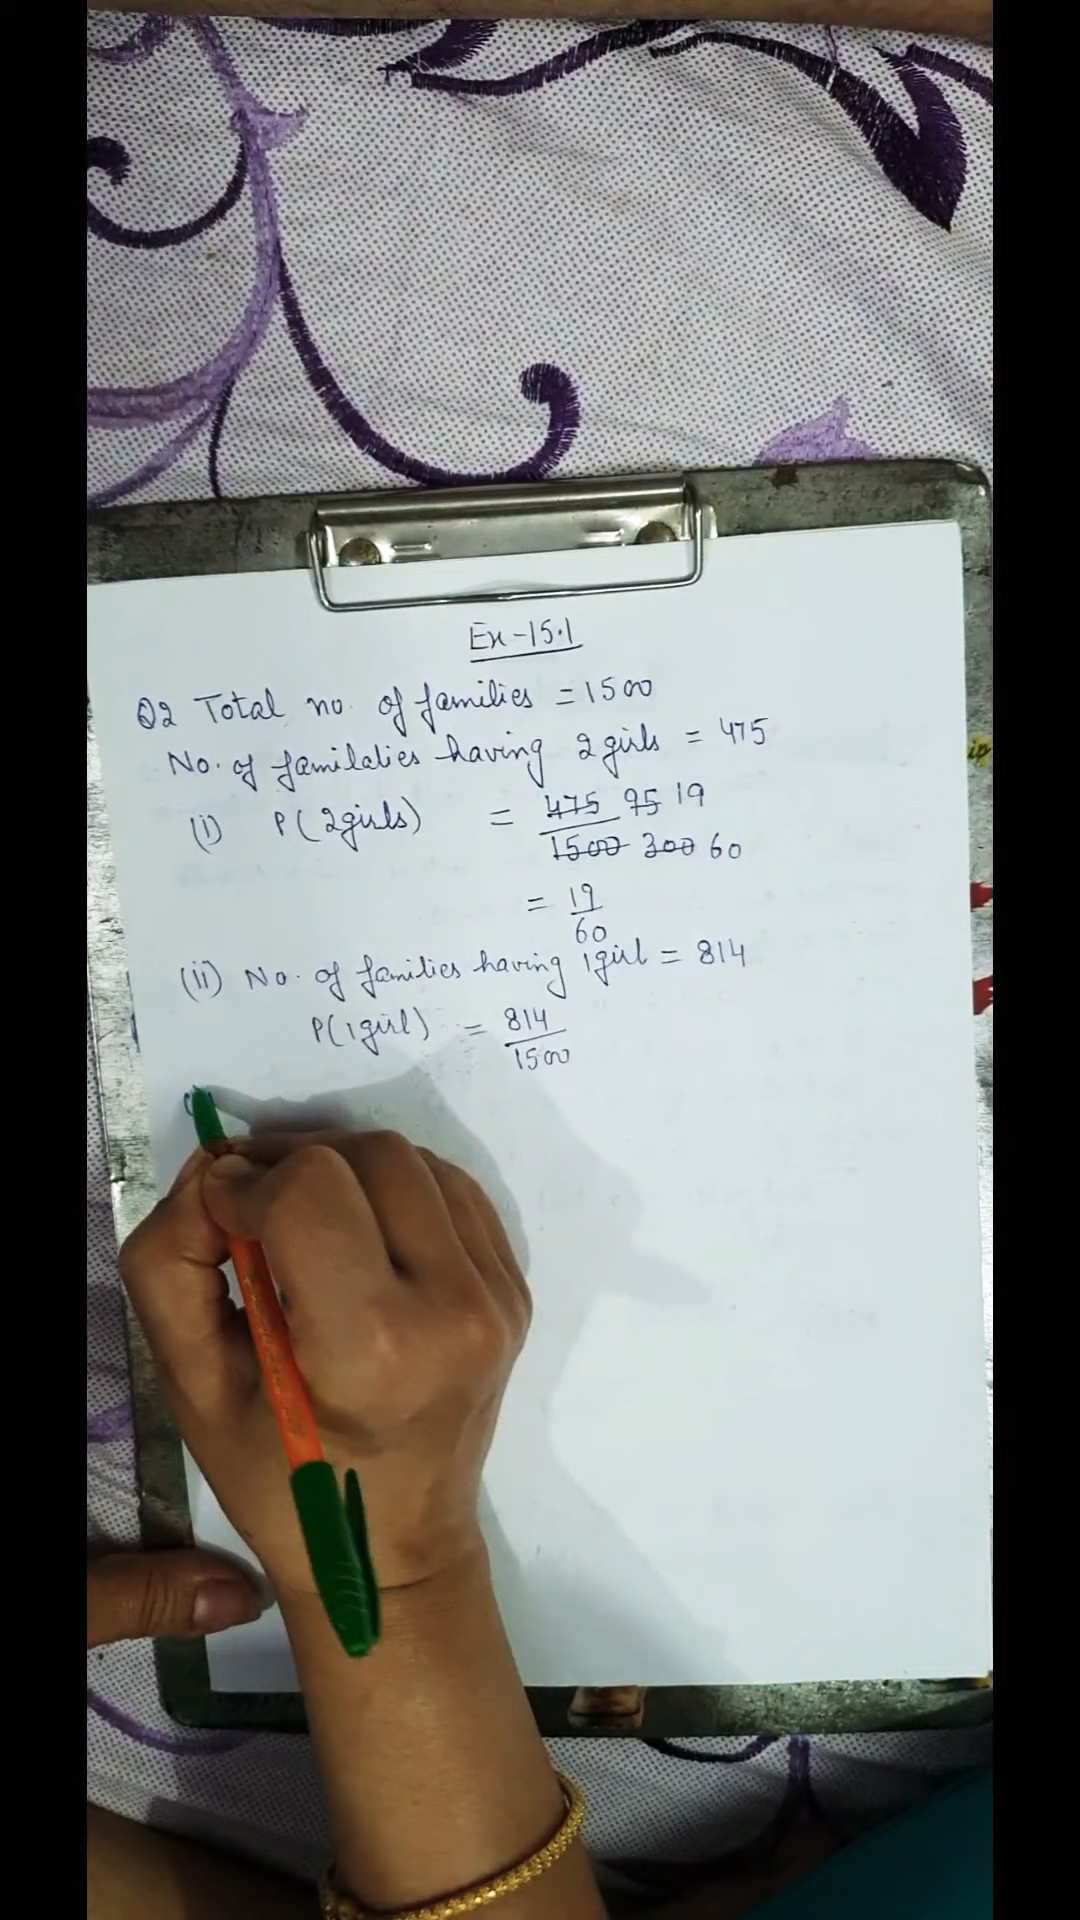 Ex-15.1
Q2 Total no. of families = 1500
No. of familaties having 2 girls = 475
(i) P(2girls) = 475 95 19
1500 300 60
= 19
60
(ii) No. of families having 1girl = 814
P(1girl) = 814
1500